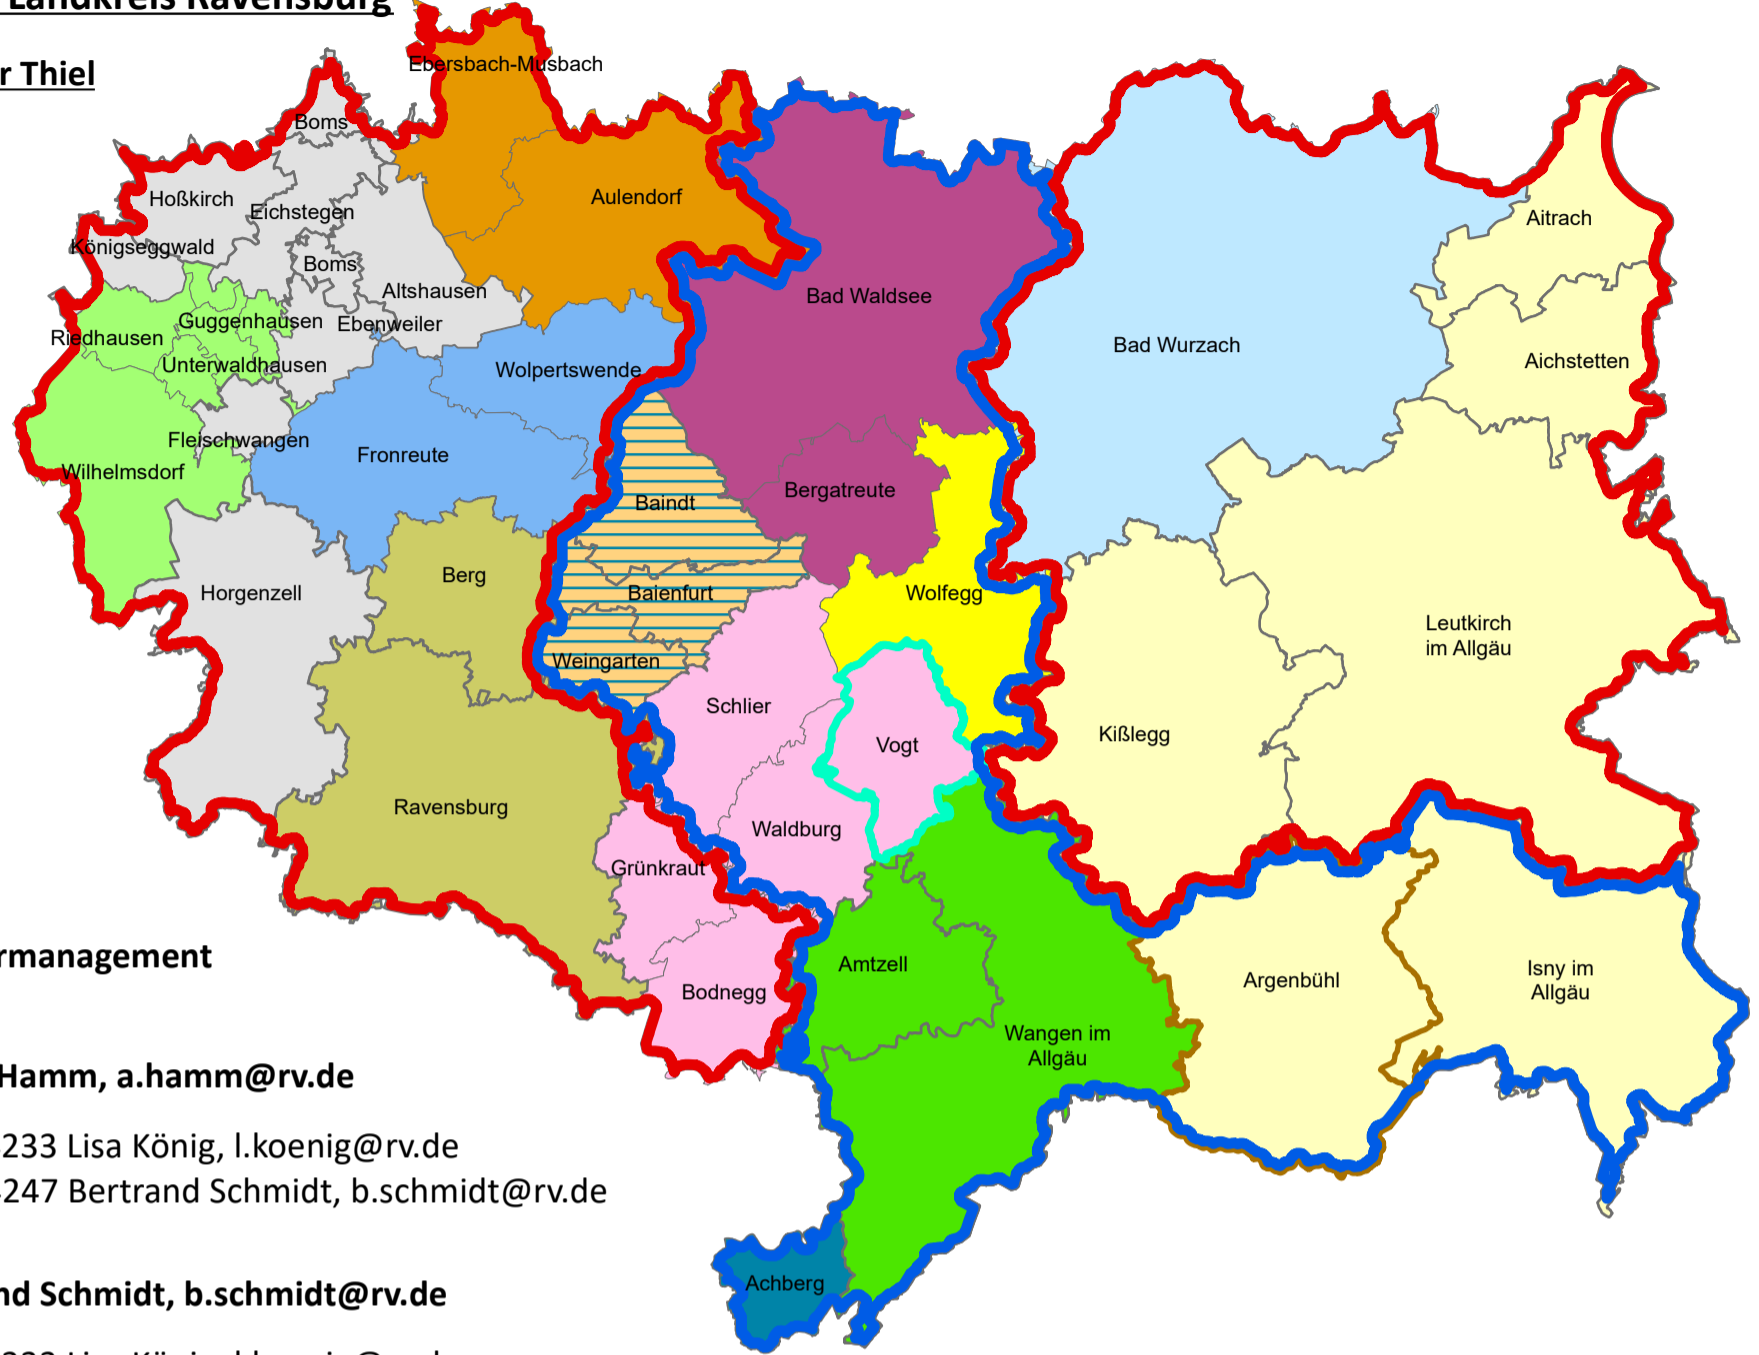 Landkreis Ravensburg
r Thiel
Ebersbach-Musbach
Boms
Hoßkirch
Aulendorf
Eichstegen
Aitrach
Königseggwald
Boms
Altshausen
Bad Waldsee
Guggenhausen
Ebenweiler
Riedhausen
Bad Wurzach
Unterwaldhausen
Wolpertswende
Aichstetten
Fleischwangen
Fronreute
Wilhelmsdorf
Bergatreute
Baindt
Berg
Horgenzell
Baienfurt
Wolfegg
Leutkirch
im Allgäu
Weingarten
Schlier
Vogt
Kißlegg
Ravensburg
Waldburg
Grünkraut
rmanagement
Amtzell
Bodnegg
Argenbühl
Isny im
Allgäu
Wangen im
Allgäu
Hamm, a.hamm@rv.de
233 Lisa König, l.koenig@rv.de
247 Bertrand Schmidt, b.schmidt@rv.de
Achberg
nd Schmidt, b.schmidt@rv.de